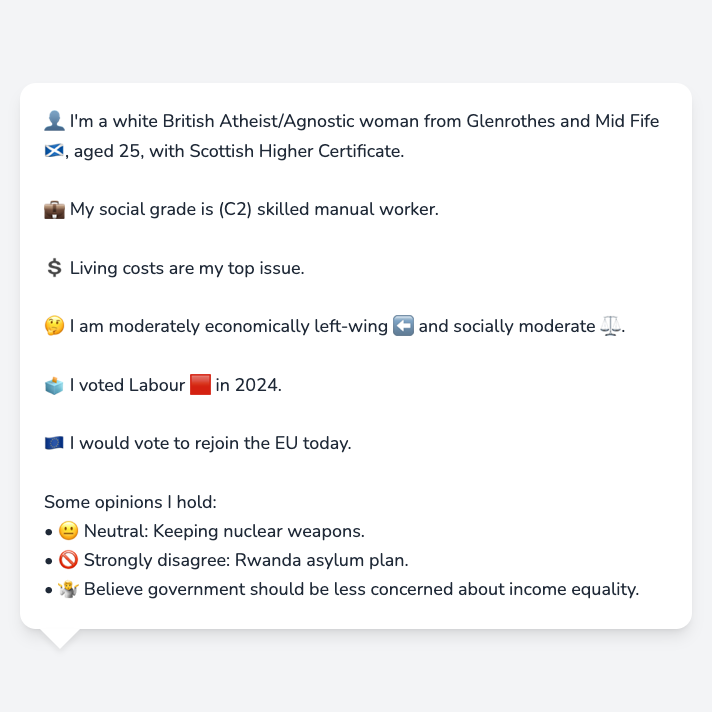 👤 I'm a white British Atheist/Agnostic woman from Glenrothes and Mid Fife
🏴󠁧󠁢󠁳󠁣󠁴󠁿, aged 25, with Scottish Higher Certificate.
💼 My social grade is (C2) skilled manual worker.
💲 Living costs are my top issue.
🤔 I am moderately economically left-wing ⬅️ and socially moderate ⚖️.
🗳️ I voted Labour 🟥 in 2024.
🇪🇺 I would vote to rejoin the EU today.
Some opinions I hold:
• 😐 Neutral: Keeping nuclear weapons.
• 🚫 Strongly disagree: Rwanda asylum plan.
• 🤷‍♀️ Believe government should be less concerned about income equality.